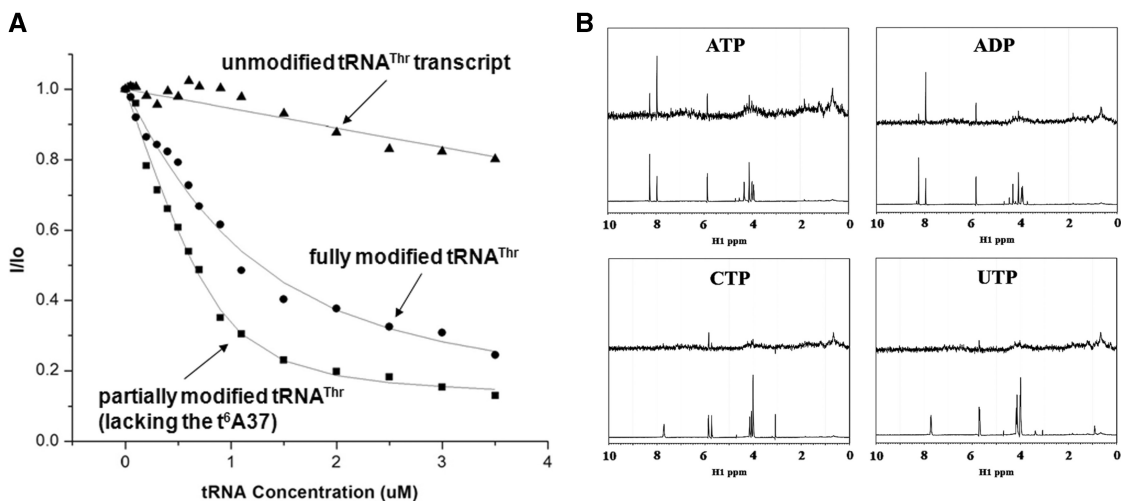 A
unmodified tRNAThr transcript
fully modified tRNAThr
partially modified tRNAThr
(lacking the t6A37)
I/Io
1.0
0.8
0.6
0.4
0.2
0.0
0 1 2 3 4
tRNA Concentration (uM)
B
ATP
10 8 6 4 2 0
H1 ppm
ADP
10 8 6 4 2 0
H1 ppm
CTP
10 8 6 4 2 0
H1 ppm
UTP
10 8 6 4 2 0
H1 ppm